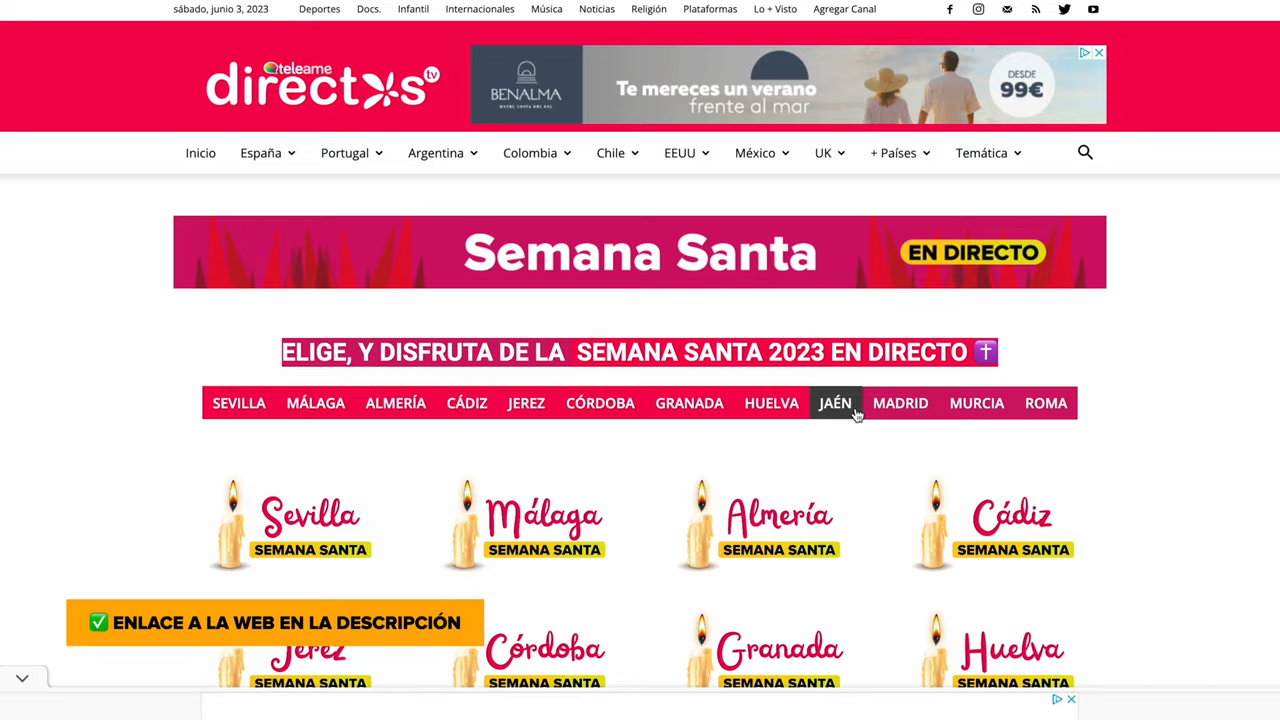 sábado, junio 3, 2023 Deportes Docs. Infantil Internacionales Música Noticias Religión Plataformas Lo + Visto Agregar Canal
teleame
directos tv
BENALMA
HOTEL COSTA DEL SOL
Te mereces un verano
frente al mar
DESDE
99€
Inicio España Portugal Argentina Colombia Chile EEUU México UK + Países Temática
Semana Santa EN DIRECTO
ELIGE, Y DISFRUTA DE LA SEMANA SANTA 2023 EN DIRECTO ✝️
SEVILLA MÁLAGA ALMERÍA CÁDIZ JEREZ CÓRDOBA GRANADA HUELVA JAÉN MADRID MURCIA ROMA
Sevilla Málaga Almería Cádiz
SEMANA SANTA SEMANA SANTA SEMANA SANTA SEMANA SANTA
✅ ENLACE A LA WEB EN LA DESCRIPCIÓN
Jerez Córdoba Granada Huelva
SEMANA SANTA SEMANA SANTA SEMANA SANTA SEMANA SANTA